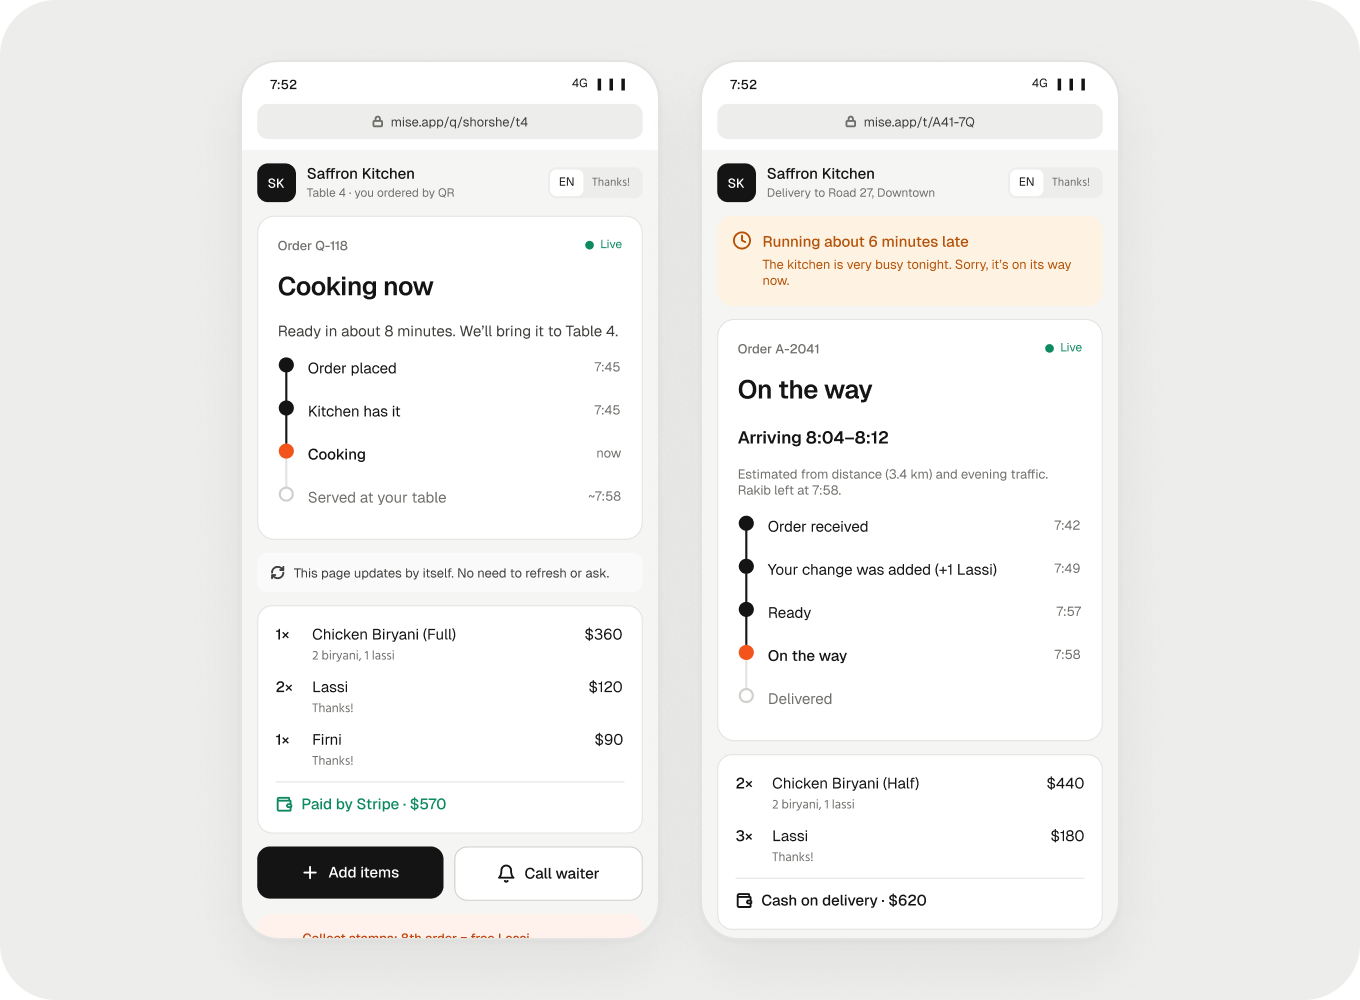 7:52
4G
mise.app/q/shorshe/t4
SK
Saffron Kitchen
Table 4 · you ordered by QR
EN
Thanks!
Order Q-118
Live
Cooking now
Ready in about 8 minutes. We’ll bring it to Table 4.
Order placed
7:45
Kitchen has it
7:45
Cooking
now
Served at your table
~7:58
This page updates by itself. No need to refresh or ask.
1× Chicken Biryani (Full) $360
2 biryani, 1 lassi
2× Lassi $120
Thanks!
1× Firni $90
Thanks!
Paid by Stripe · $570
Add items
Call waiter
Collect stamps: 8th order = free Lassi
7:52
4G
mise.app/t/A41-7Q
SK
Saffron Kitchen
Delivery to Road 27, Downtown
EN
Thanks!
Running about 6 minutes late
The kitchen is very busy tonight. Sorry, it’s on its way
now.
Order A-2041
Live
On the way
Arriving 8:04–8:12
Estimated from distance (3.4 km) and evening traffic.
Rakib left at 7:58.
Order received
7:42
Your change was added (+1 Lassi)
7:49
Ready
7:57
On the way
7:58
Delivered
2× Chicken Biryani (Half) $440
2 biryani, 1 lassi
3× Lassi $180
Thanks!
Cash on delivery · $620